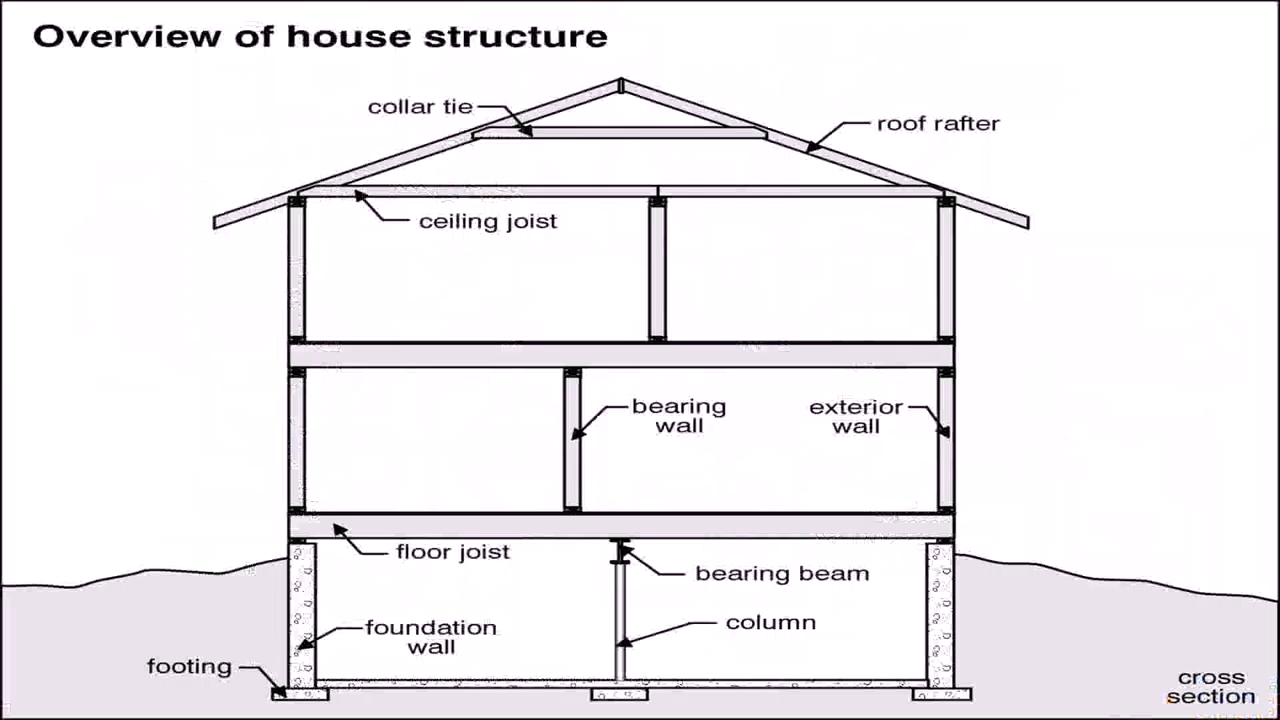 Overview of house structure
collar tie
roof rafter
ceiling joist
bearing
wall
exterior
wall
floor joist
bearing beam
column
foundation
wall
footing
cross
section